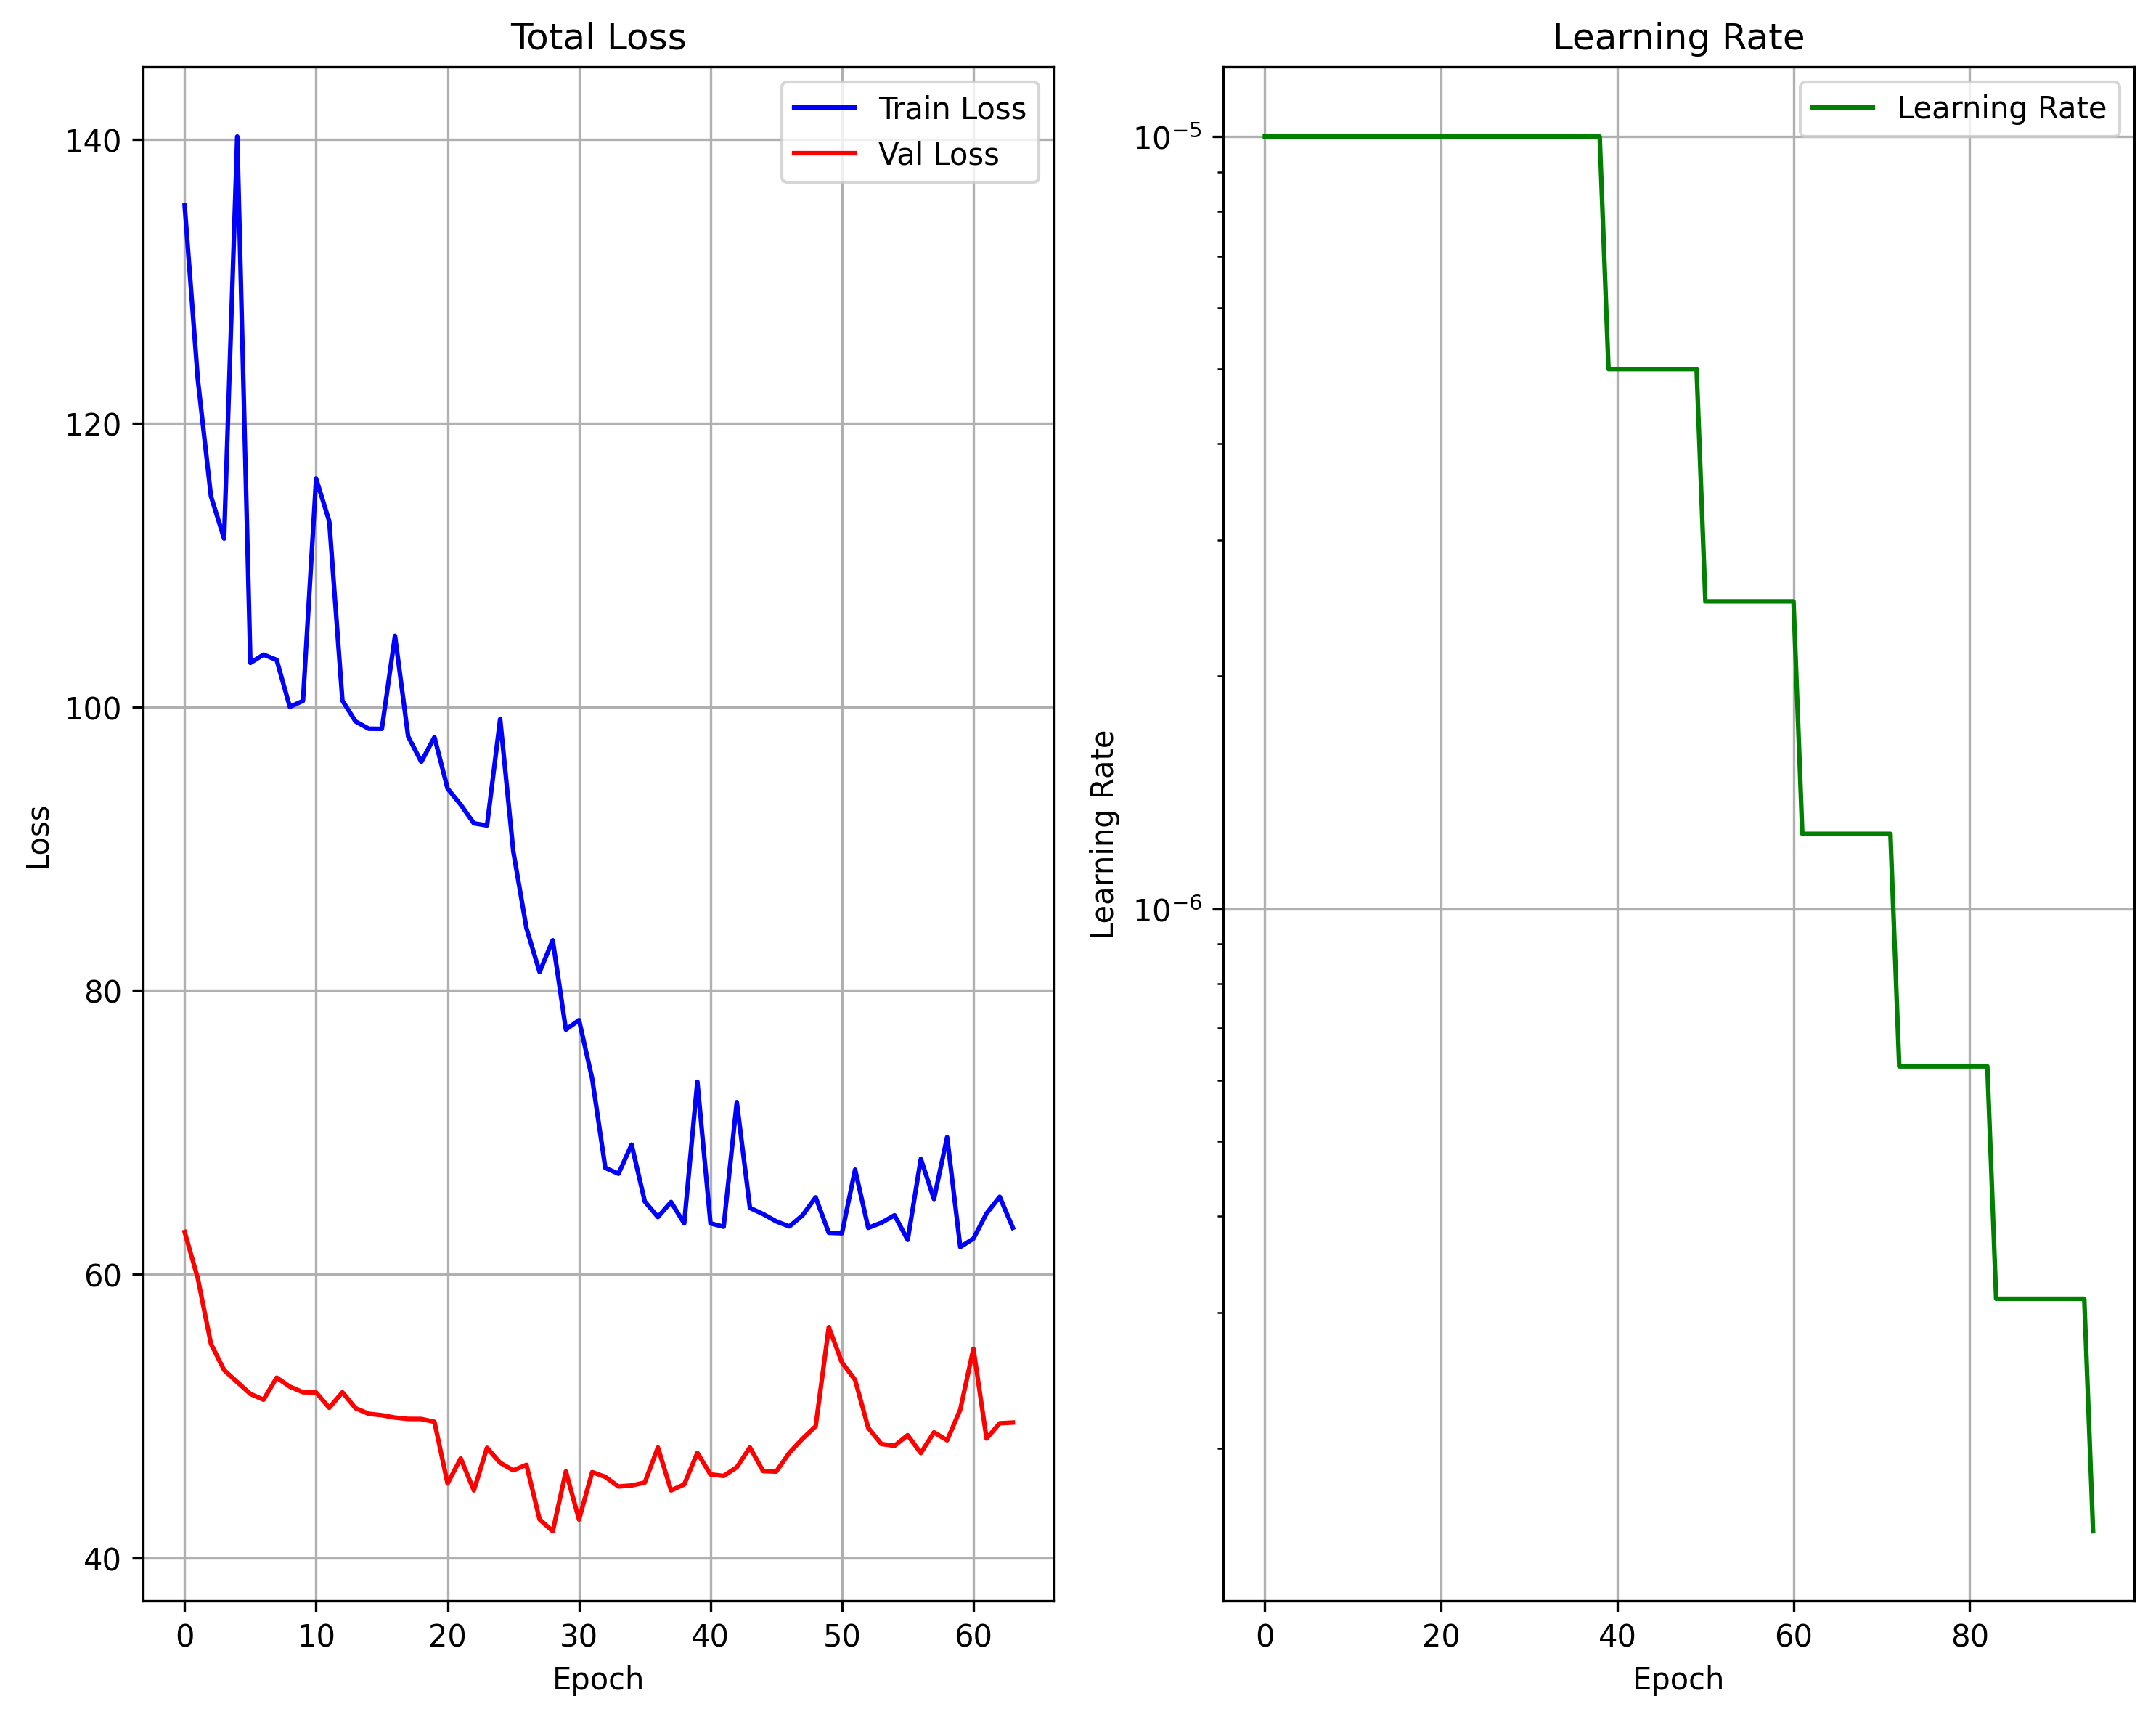 Total Loss
Train Loss
Val Loss
140
120
100
80
60
40
Loss
0 10 20 30 40 50 60
Epoch
Learning Rate
Learning Rate
10⁻⁵
10⁻⁶
Learning Rate
0 20 40 60 80
Epoch